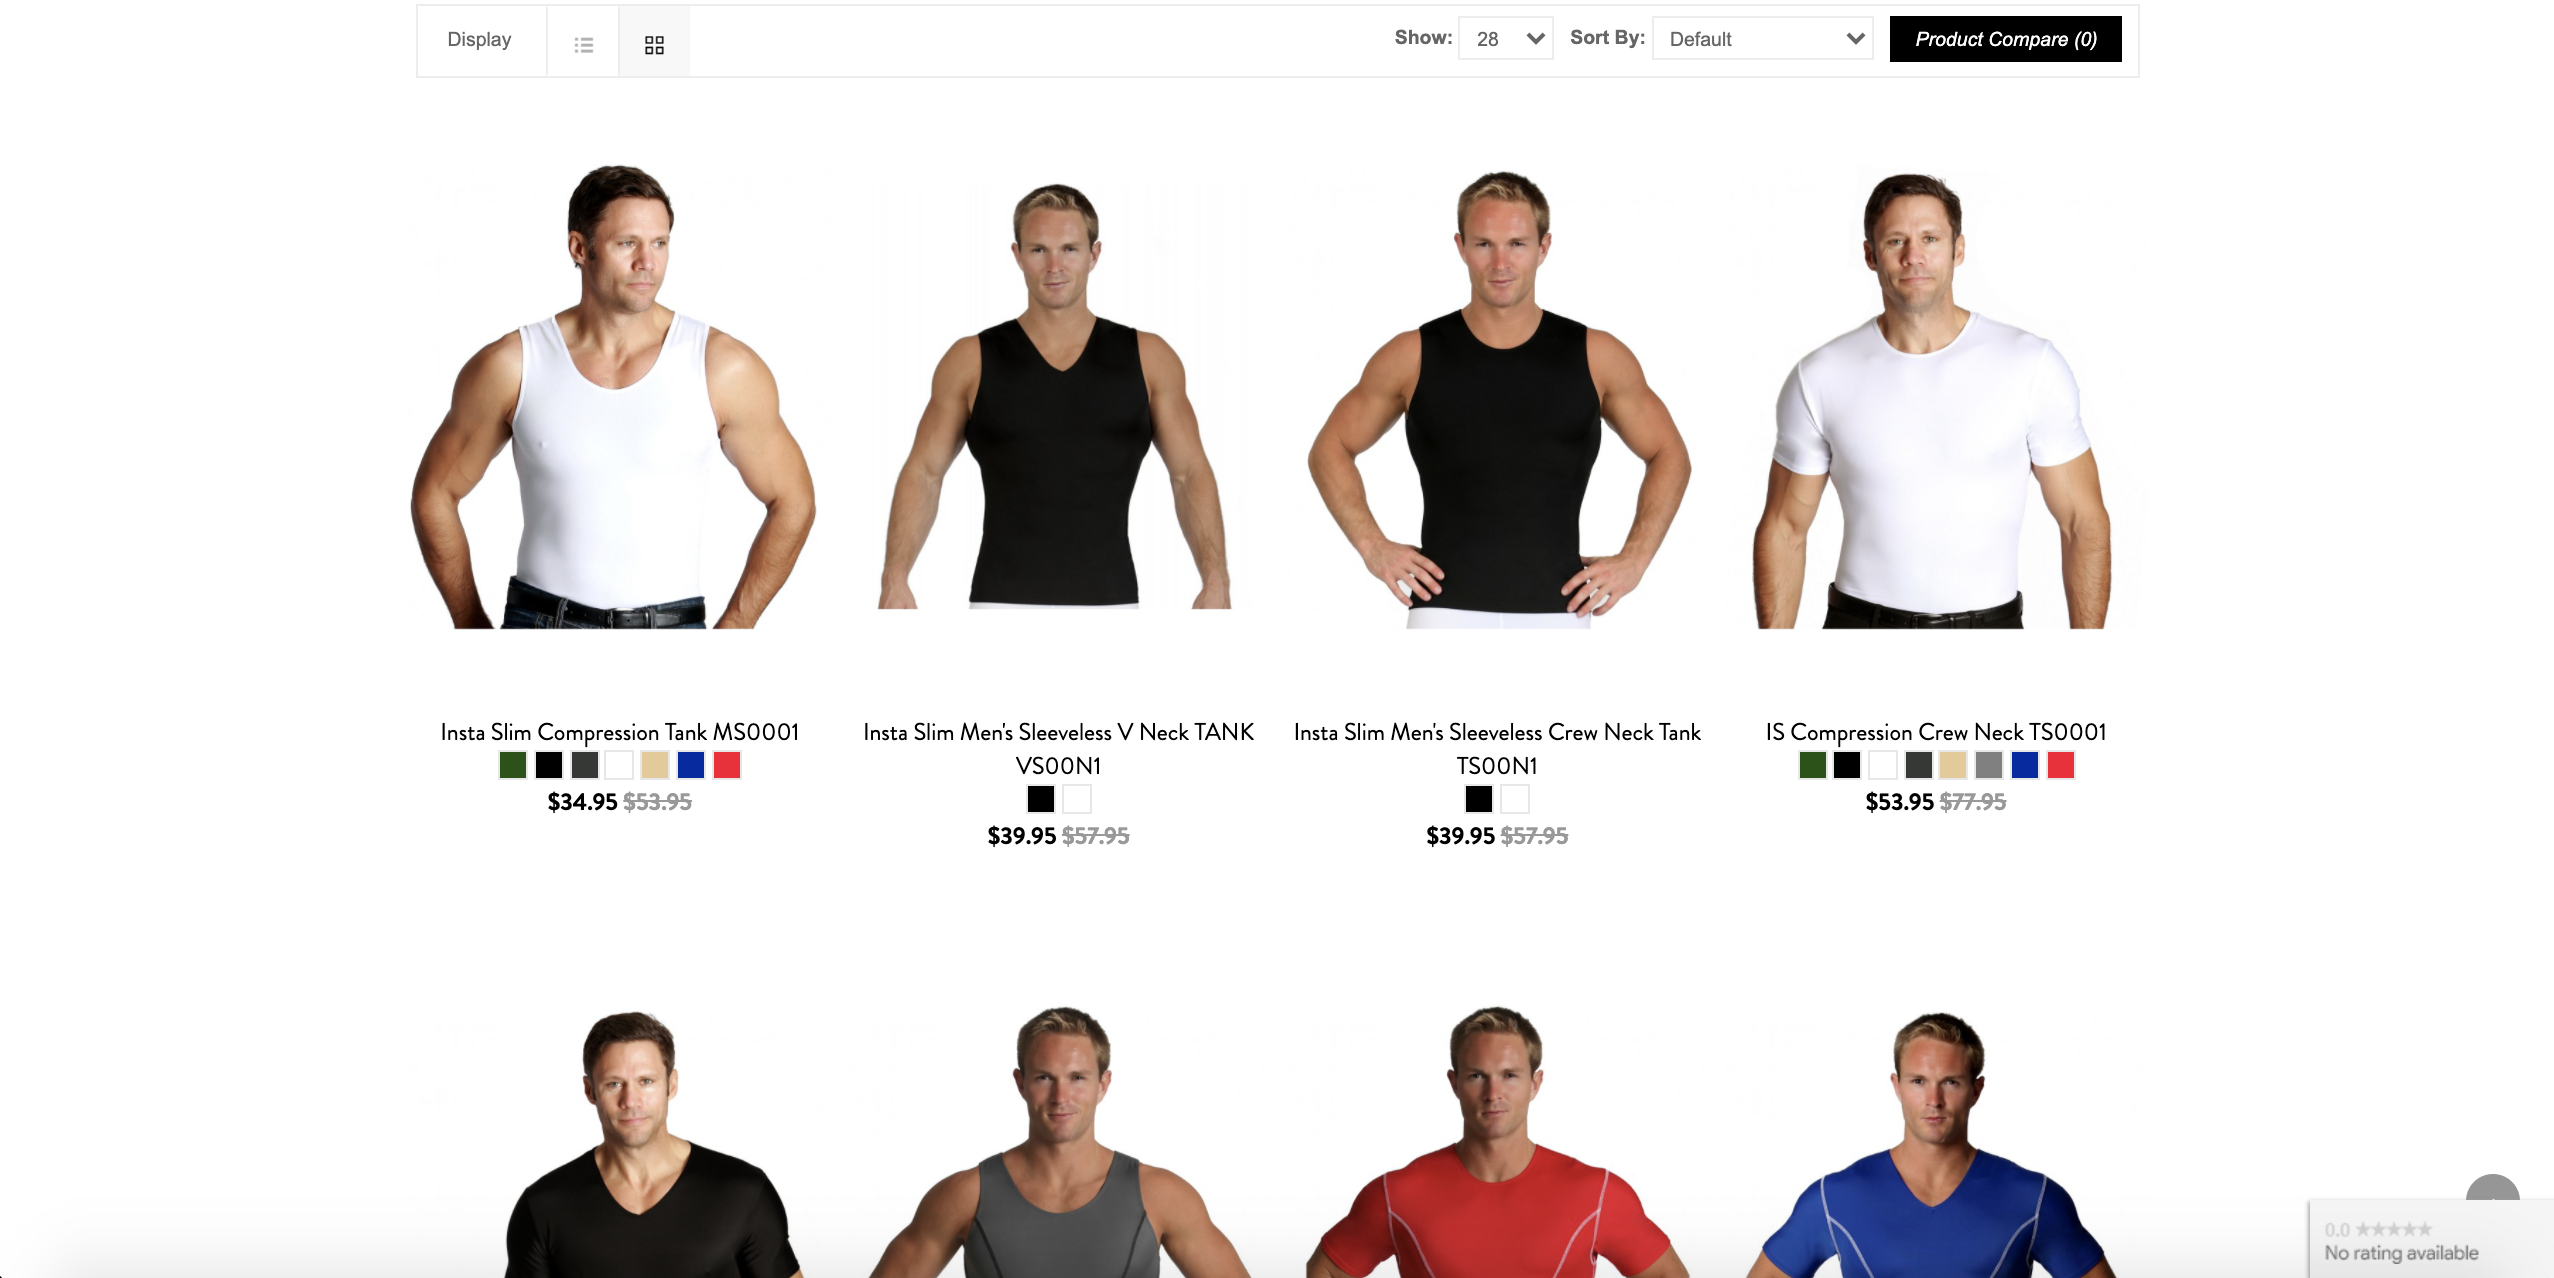 Display
Show: 28 Sort By: Default Product Compare (0)
Insta Slim Compression Tank MS0001
$34.95 $53.95
Insta Slim Men's Sleeveless V Neck TANK
VS00N1
$39.95 $57.95
Insta Slim Men's Sleeveless Crew Neck Tank
TS00N1
$39.95 $57.95
IS Compression Crew Neck TS0001
$53.95 $77.95
0.0 ★★★★★
No rating available